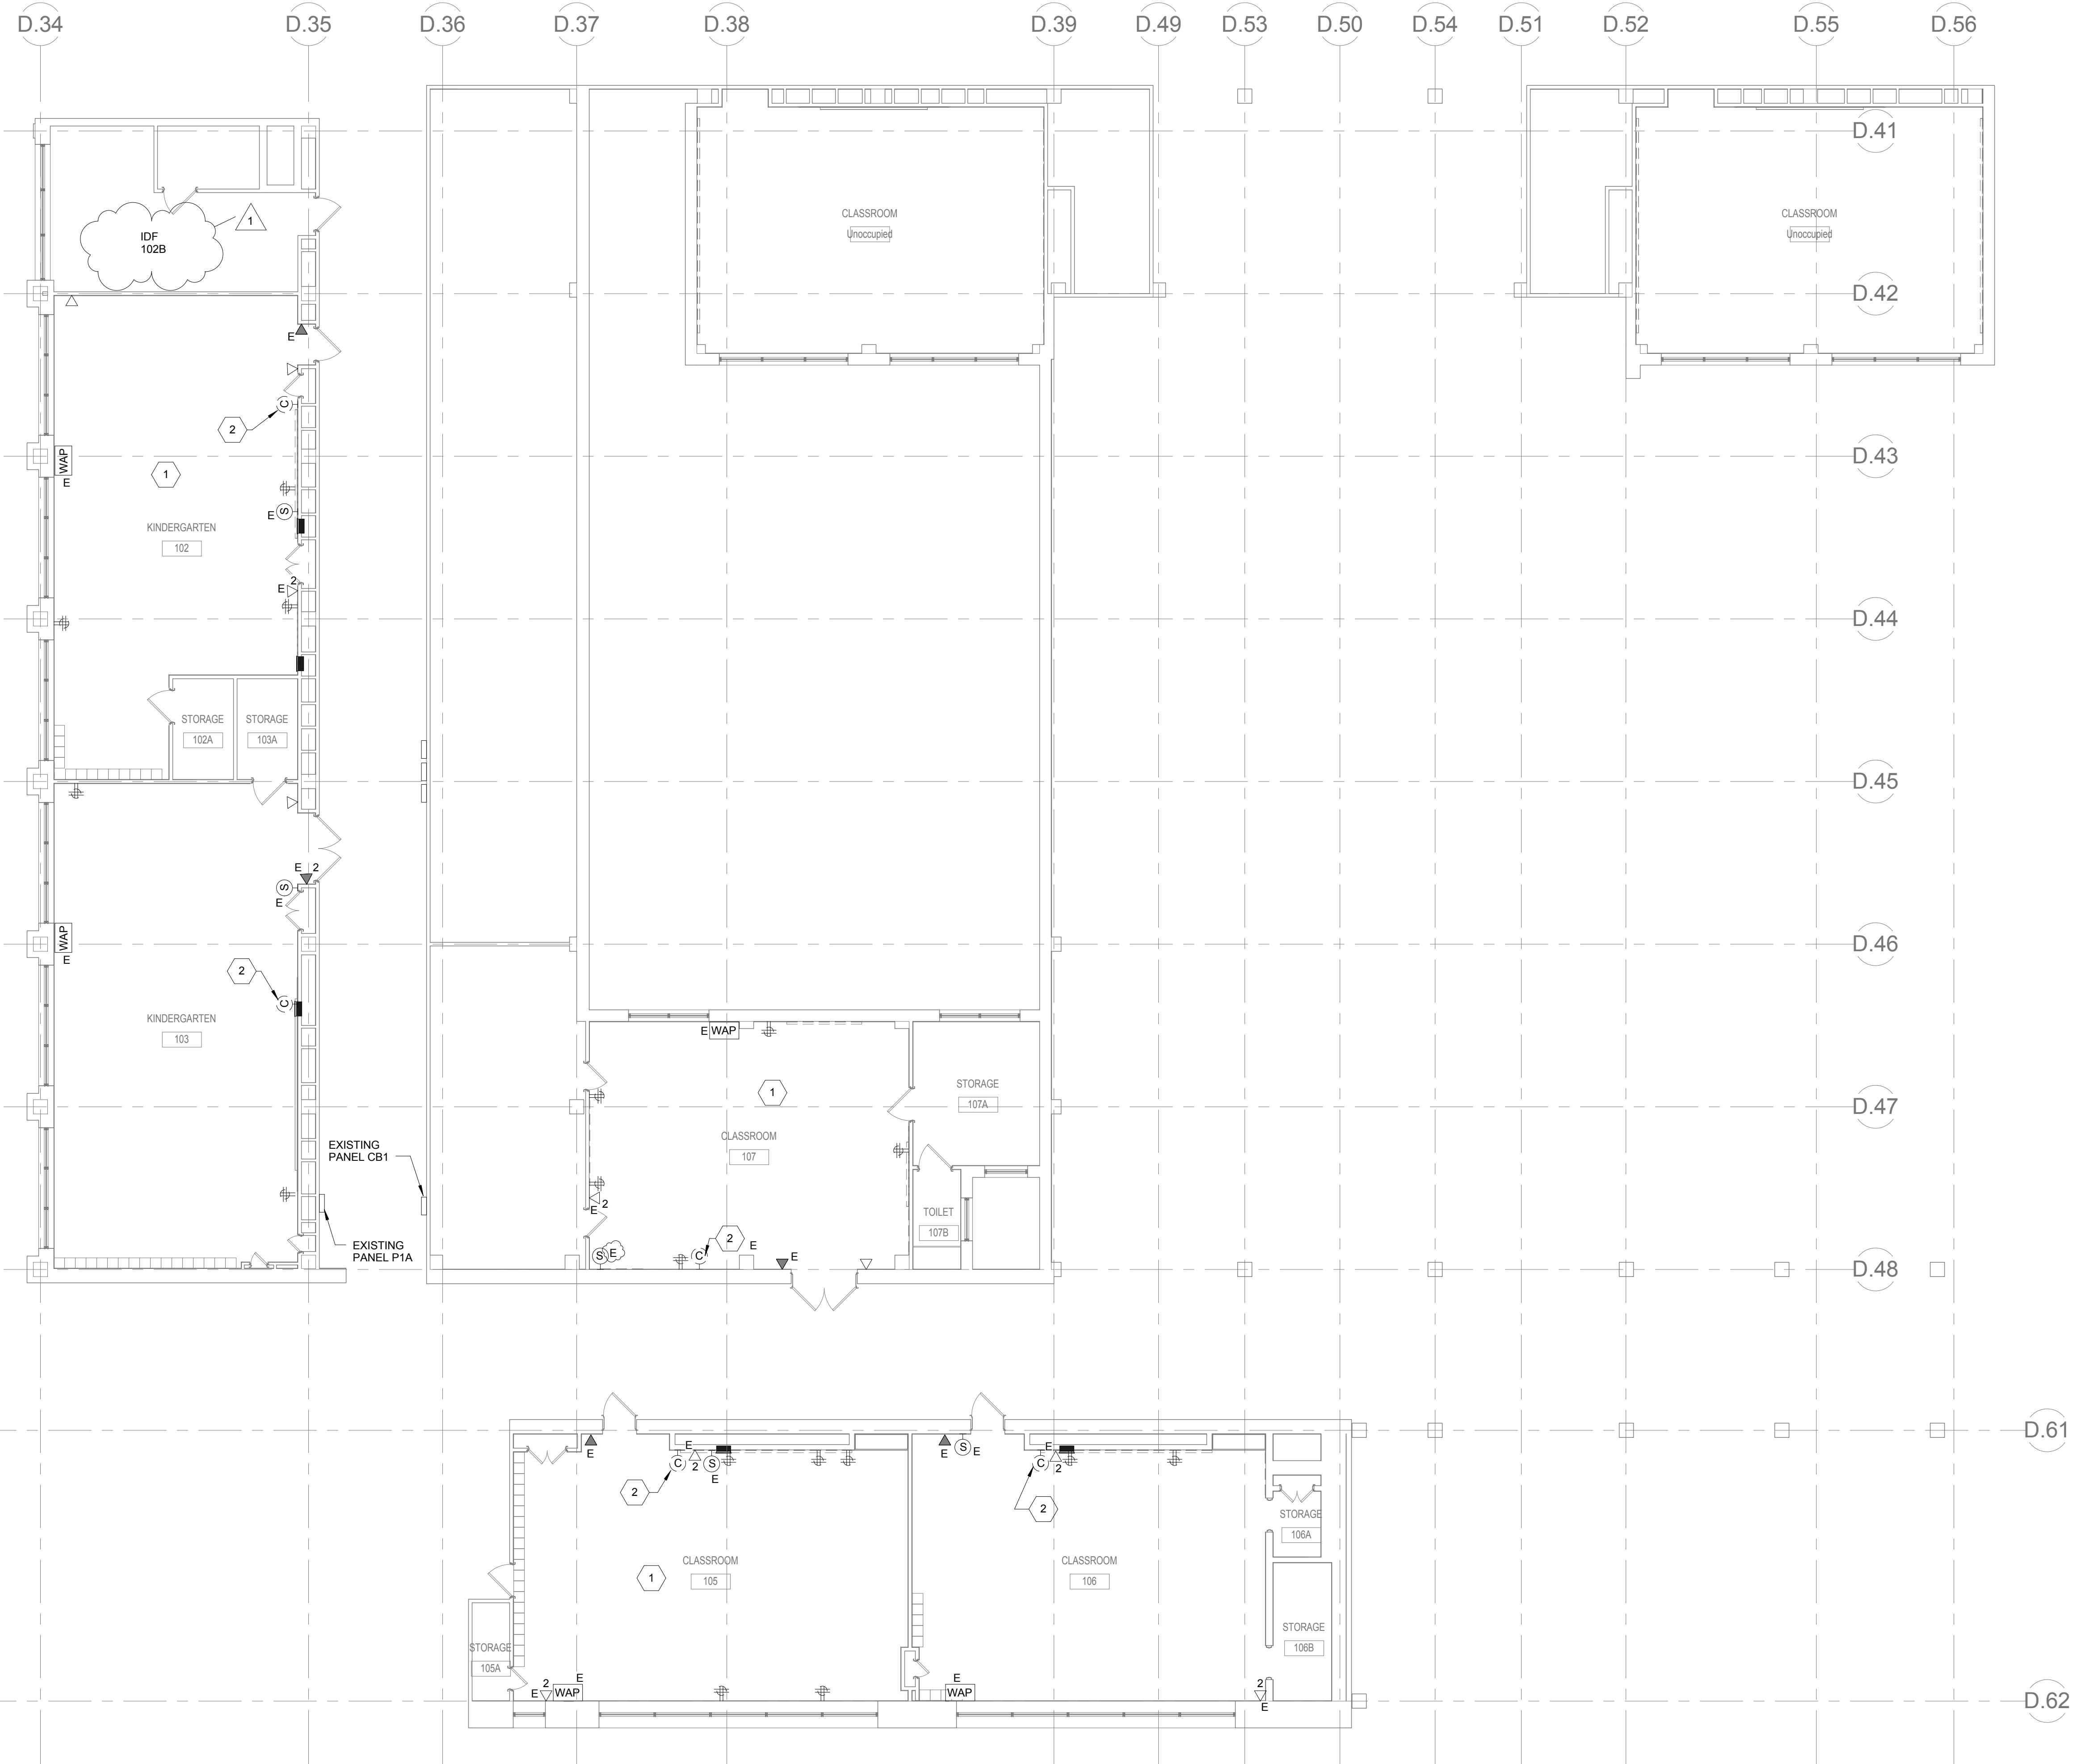 D.34
D.35
D.36
D.37
D.38
D.39
D.49
D.53
D.50
D.54
D.51
D.52
D.55
D.56
D.41
1
IDF
102B
CLASSROOM
Unoccupied
CLASSROOM
Unoccupied
D.42
E
C
2
WAP
E
D.43
1
S
E
KINDERGARTEN
102
2
E
D.44
STORAGE
102A
STORAGE
103A
D.45
E
2
S
E
WAP
E
D.46
2
C
KINDERGARTEN
103
E
WAP
1
STORAGE
107A
D.47
CLASSROOM
107
EXISTING
PANEL CB1
E
2
TOILET
107B
EXISTING
PANEL P1A
S
E
C
2
E
E
D.48
D.61
E
E
C
2
S
E
2
E
S
E
E
C
2
2
STORAGE
106A
CLASSROOM
105
1
CLASSROOM
106
STORAGE
105A
STORAGE
106B
E
2
E
WAP
E
WAP
2
E
D.62